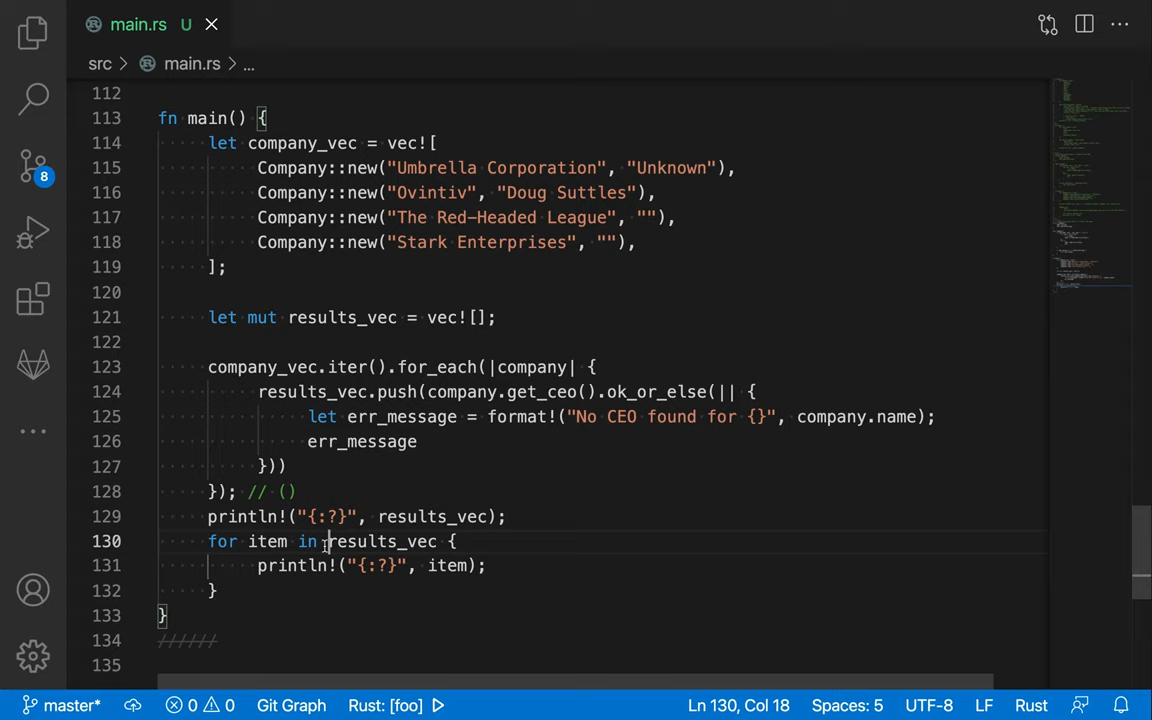 main.rs U
src > main.rs > ...
112
113 fn main() {
114 let company_vec = vec![
115 Company::new("Umbrella Corporation", "Unknown"),
116 Company::new("Ovintiv", "Doug Suttles"),
117 Company::new("The Red-Headed League", ""),
118 Company::new("Stark Enterprises", ""),
119 ];
120
121 let mut results_vec = vec![];
122
123 company_vec.iter().for_each(|company| {
124 results_vec.push(company.get_ceo().ok_or_else(|| {
125 let err_message = format!("No CEO found for {}", company.name);
126 err_message
127 }))
128 }); // ()
129 println!("{:?}", results_vec);
130 for item in results_vec {
131 println!("{:?}", item);
132 }
133 }
134 //////
135
8
master* 0 0 Git Graph Rust: [foo] Ln 130, Col 18 Spaces: 5 UTF-8 LF Rust